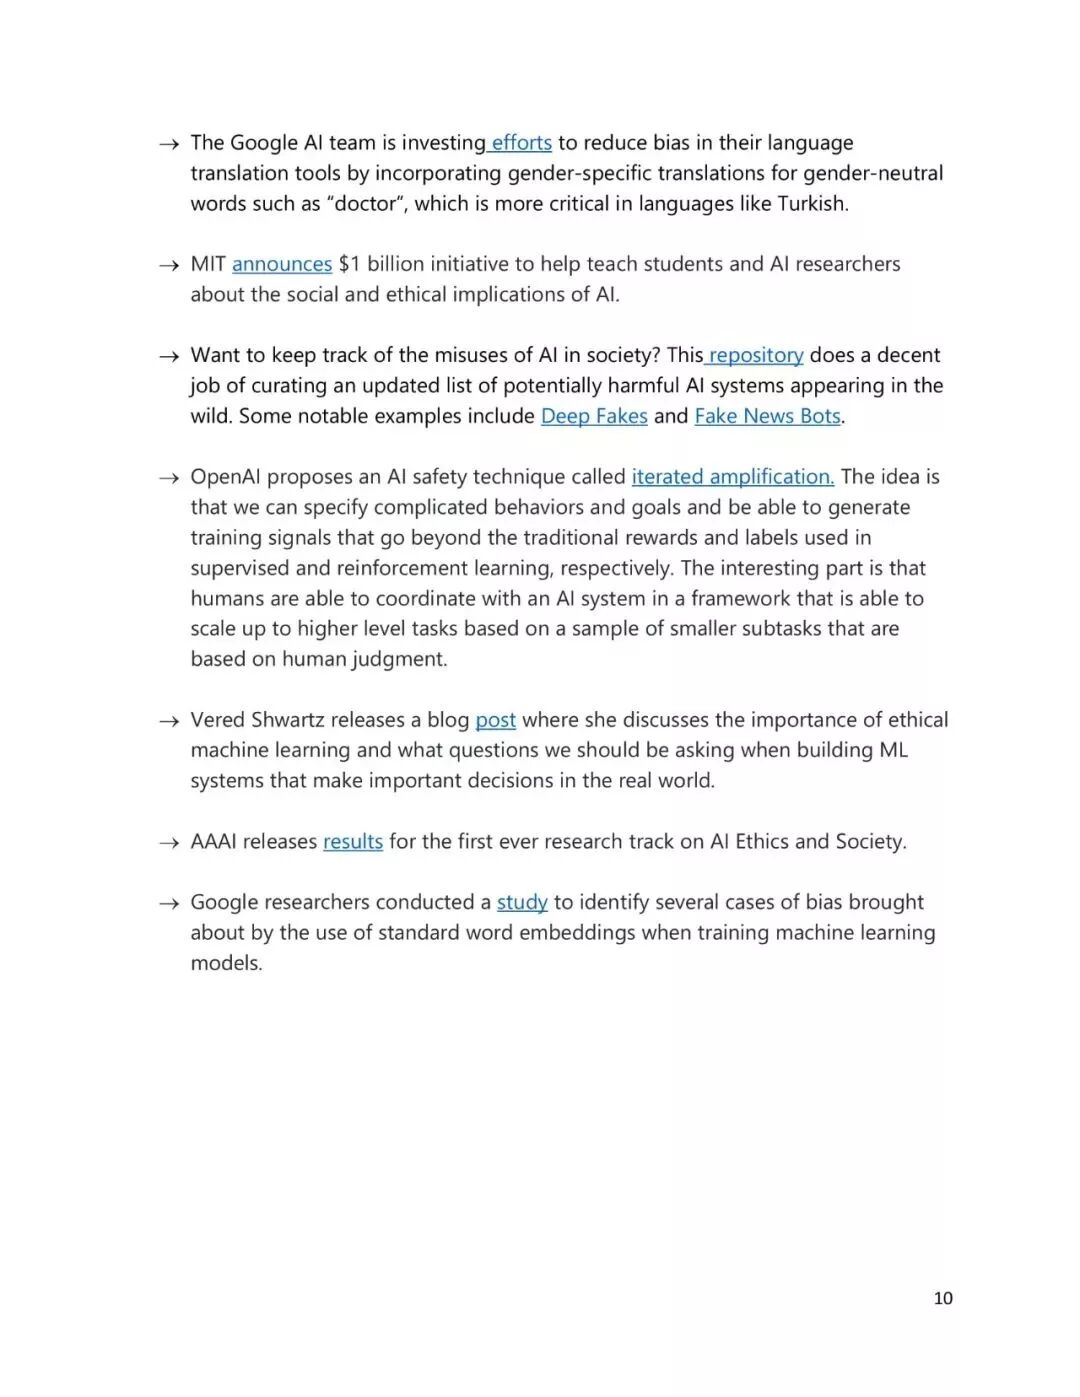 → The Google AI team is investing efforts to reduce bias in their language
translation tools by incorporating gender-specific translations for gender-neutral
words such as “doctor“, which is more critical in languages like Turkish.
→ MIT announces $1 billion initiative to help teach students and AI researchers
about the social and ethical implications of AI.
→ Want to keep track of the misuses of AI in society? This repository does a decent
job of curating an updated list of potentially harmful AI systems appearing in the
wild. Some notable examples include Deep Fakes and Fake News Bots.
→ OpenAI proposes an AI safety technique called iterated amplification. The idea is
that we can specify complicated behaviors and goals and be able to generate
training signals that go beyond the traditional rewards and labels used in
supervised and reinforcement learning, respectively. The interesting part is that
humans are able to coordinate with an AI system in a framework that is able to
scale up to higher level tasks based on a sample of smaller subtasks that are
based on human judgment.
→ Vered Shwartz releases a blog post where she discusses the importance of ethical
machine learning and what questions we should be asking when building ML
systems that make important decisions in the real world.
→ AAAI releases results for the first ever research track on AI Ethics and Society.
→ Google researchers conducted a study to identify several cases of bias brought
about by the use of standard word embeddings when training machine learning
models.
10